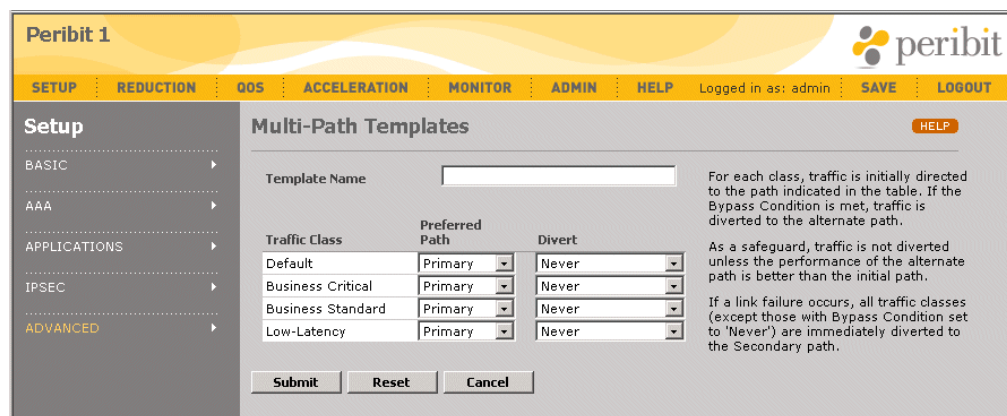 Peribit 1
peribit
SETUP REDUCTION QOS ACCELERATION MONITOR ADMIN HELP Logged in as: admin SAVE LOGOUT
Setup
BASIC
AAA
APPLICATIONS
IPSEC
ADVANCED
Multi-Path Templates
HELP
Template Name
Traffic Class Preferred Path Divert
Default Primary Never
Business Critical Primary Never
Business Standard Primary Never
Low-Latency Primary Never
Submit Reset Cancel
For each class, traffic is initially directed
to the path indicated in the table. If the
Bypass Condition is met, traffic is
diverted to the alternate path.
As a safeguard, traffic is not diverted
unless the performance of the alternate
path is better than the initial path.
If a link failure occurs, all traffic classes
(except those with Bypass Condition set
to 'Never') are immediately diverted to
the Secondary path.